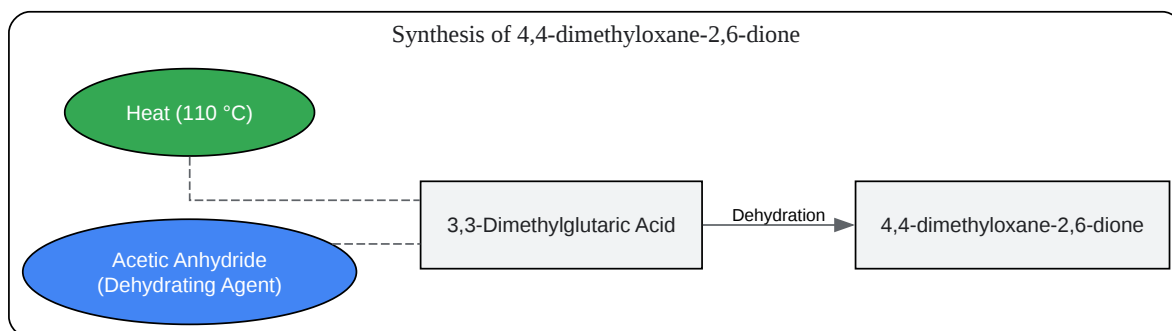 Synthesis of 4,4-dimethyloxane-2,6-dione
Heat (110 °C)
Acetic Anhydride
(Dehydrating Agent)
3,3-Dimethylglutaric Acid
Dehydration
4,4-dimethyloxane-2,6-dione